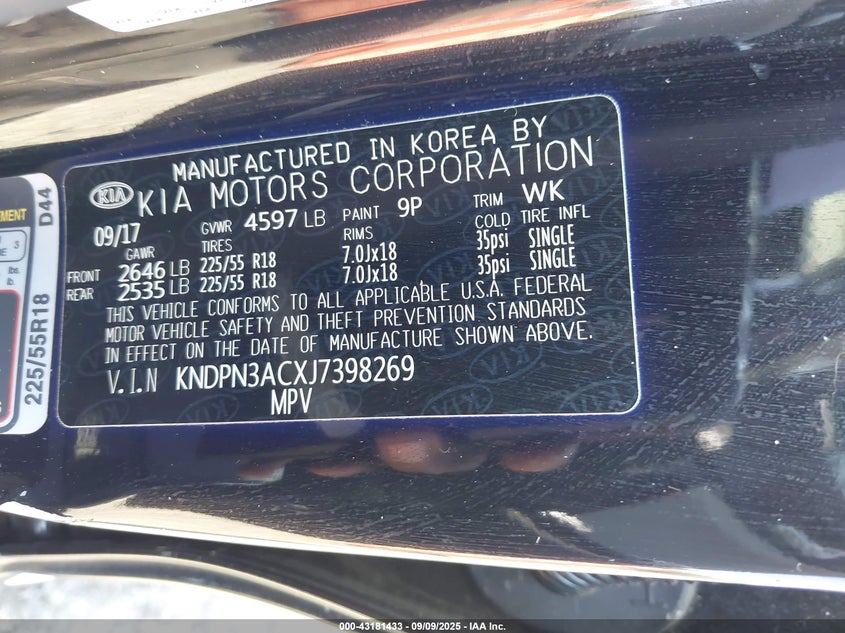 MANUFACTURED IN KOREA BY
KIA KIA MOTORS CORPORATION
09/17 GVWR 4597 LB PAINT 9P TRIM WK
GAWR TIRES RIMS COLD TIRE INFL
FRONT 2646 LB 225/55 R18 7.0Jx18 35psi SINGLE
REAR 2535 LB 225/55 R18 7.0Jx18 35psi SINGLE
THIS VEHICLE CONFORMS TO ALL APPLICABLE U.S.A. FEDERAL
MOTOR VEHICLE SAFETY AND THEFT PREVENTION STANDARDS
IN EFFECT ON THE DATE OF MANUFACTURE SHOWN ABOVE.
V.I.N KNDPN3ACXJ7398269
MPV
3
lbs.
lb.
225/55R18 D44
000-43181433 - 09/09/2025 - IAA Inc.